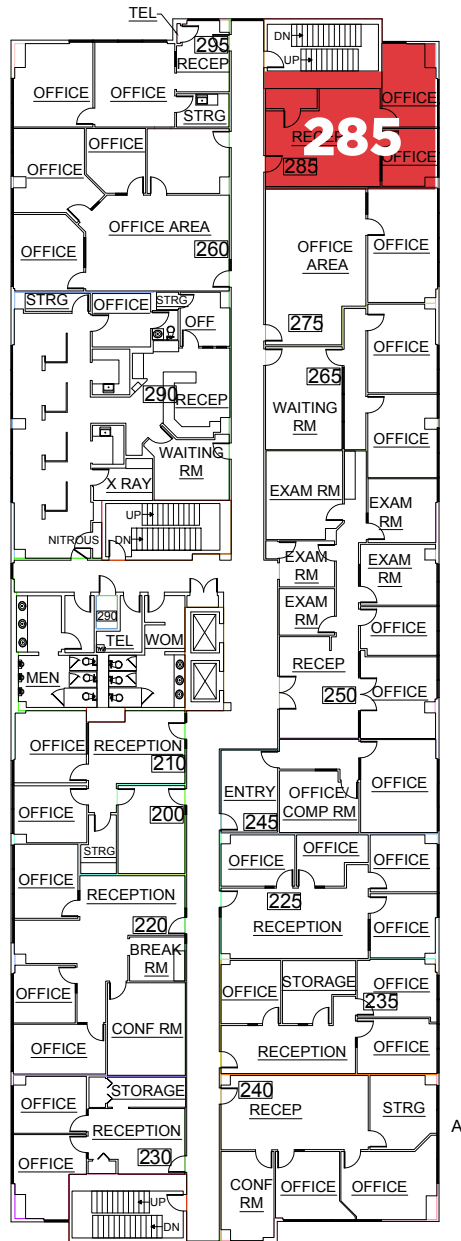 TEL
295
RECEP
DN
UP
OFFICE
OFFICE
STRG
OFFICE
RECEP
285
285
OFFICE
OFFICE
OFFICE
OFFICE AREA
260
OFFICE
OFFICE
AREA
OFFICE
275
STRG
OFFICE
STRG
OFF
OFFICE
265
290
RECEP
WAITING
RM
OFFICE
WAITING
RM
X RAY
EXAM RM
EXAM
RM
UP
DN
NITROUS
EXAM
RM
EXAM
RM
EXAM
RM
290
TEL
WOM
OFFICE
MEN
RECEP
250
OFFICE
OFFICE
RECEPTION
210
ENTRY
245
OFFICE/
COMP RM
OFFICE
OFFICE
200
STRG
OFFICE
OFFICE
OFFICE
OFFICE
RECEPTION
220
225
RECEPTION
OFFICE
BREAK
RM
OFFICE
CONF RM
OFFICE
OFFICE
STORAGE
OFFICE
235
RECEPTION
OFFICE
OFFICE
STORAGE
240
RECEP
STRG
A
RECEPTION
230
OFFICE
CONF
RM
OFFICE
OFFICE
UP
DN